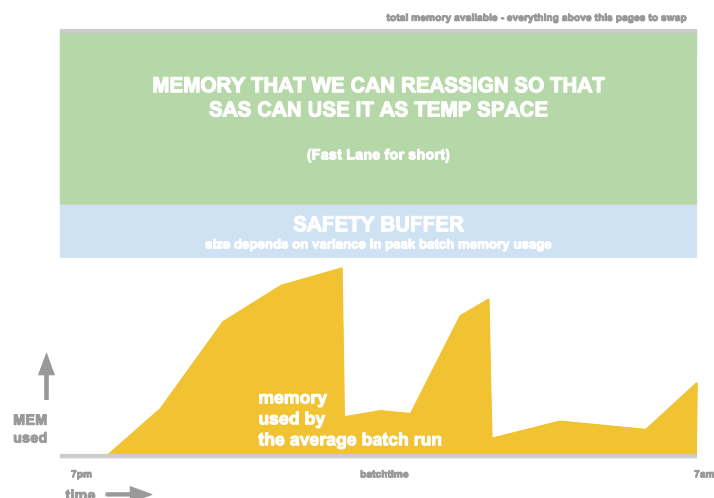 total memory available - everything above this pages to swap
MEMORY THAT WE CAN REASSIGN SO THAT
SAS CAN USE IT AS TEMP SPACE
(Fast Lane for short)
SAFETY BUFFER
size depends on variance in peak batch memory usage
memory
used by
the average batch run
MEM
used
7pm
batchtime
7am
time